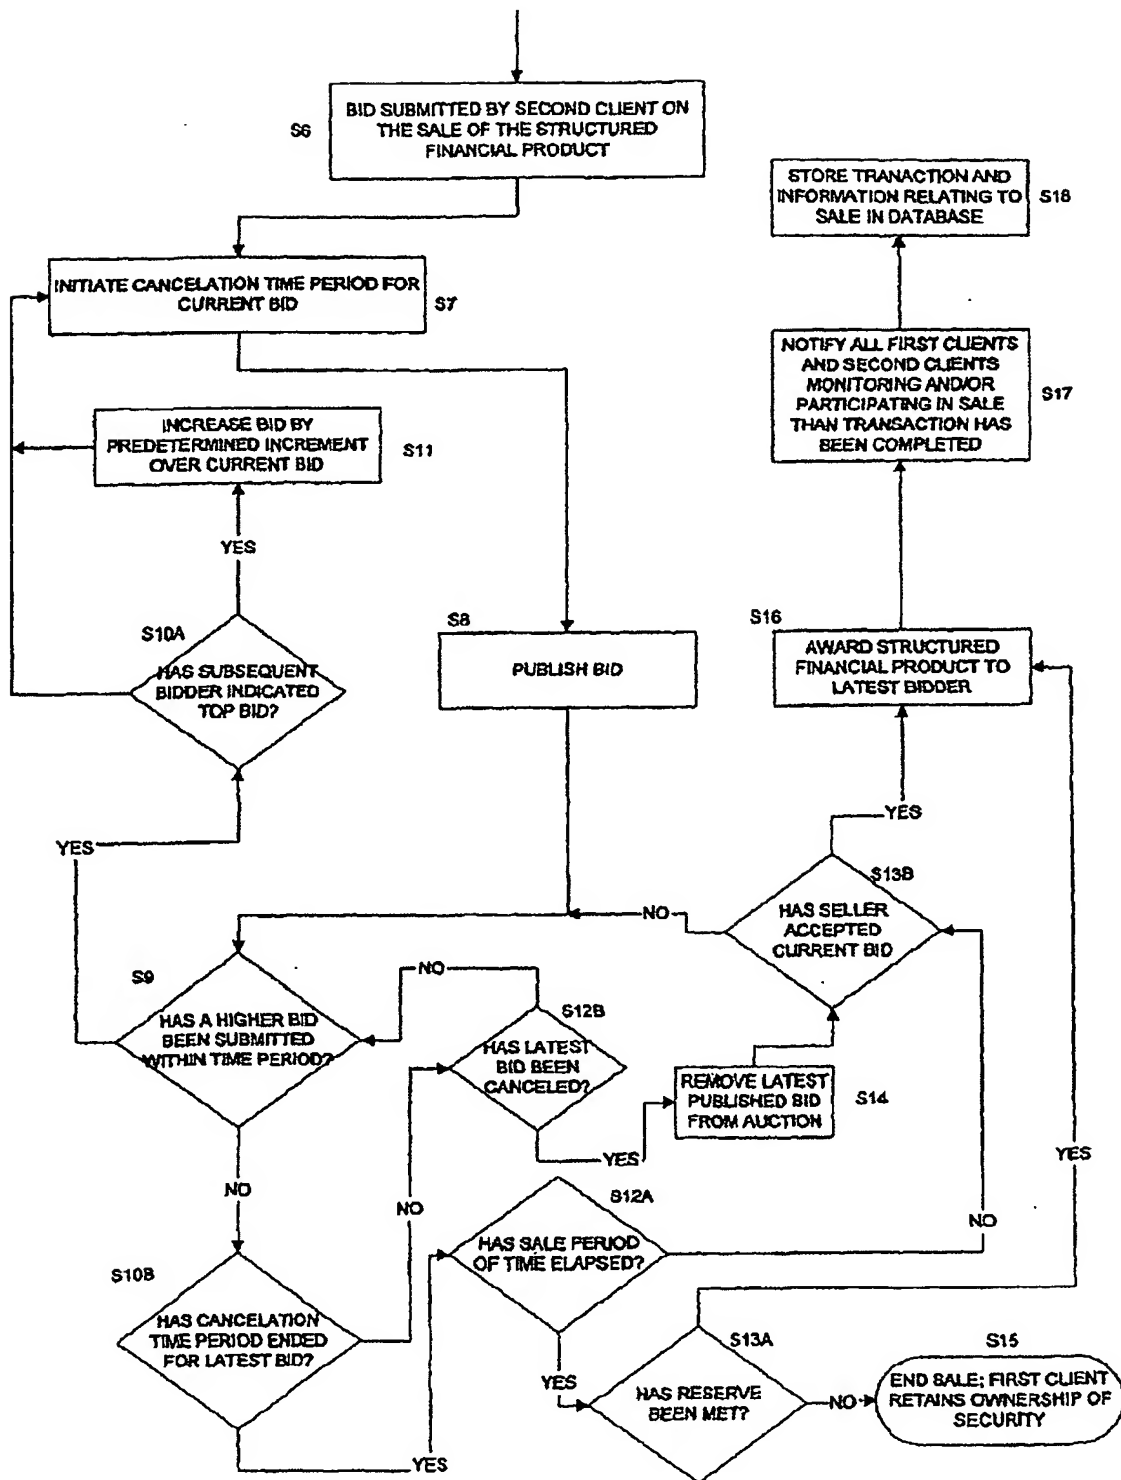 S6
BID SUBMITTED BY SECOND CLIENT ON
THE SALE OF THE STRUCTURED
FINANCIAL PRODUCT
STORE TRANACTION AND
INFORMATION RELATING TO
SALE IN DATABASE
S18
INITIATE CANCELATION TIME PERIOD FOR
CURRENT BID
S7
NOTIFY ALL FIRST CLIENTS
AND SECOND CLIENTS
MONITORING AND/OR
PARTICIPATING IN SALE
THAN TRANSACTION HAS
BEEN COMPLETED
S17
INCREASE BID BY
PREDETERMINED INCREMENT
OVER CURRENT BID
S11
YES
S10A
HAS SUBSEQUENT
BIDDER INDICATED
TOP BID?
S8
PUBLISH BID
S16
AWARD STRUCTURED
FINANCIAL PRODUCT TO
LATEST BIDDER
YES
YES
S13B
HAS SELLER
ACCEPTED
CURRENT BID
NO
S9
HAS A HIGHER BID
BEEN SUBMITTED
WITHIN TIME PERIOD?
NO
S12B
HAS LATEST
BID BEEN
CANCELED?
REMOVE LATEST
PUBLISHED BID
FROM AUCTION
S14
YES
YES
NO
NO
S12A
HAS SALE PERIOD
OF TIME ELAPSED?
NO
S10B
HAS CANCELATION
TIME PERIOD ENDED
FOR LATEST BID?
YES
YES
S13A
HAS RESERVE
BEEN MET?
NO
S15
END SALE; FIRST CLIENT
RETAINS OWNERSHIP OF
SECURITY